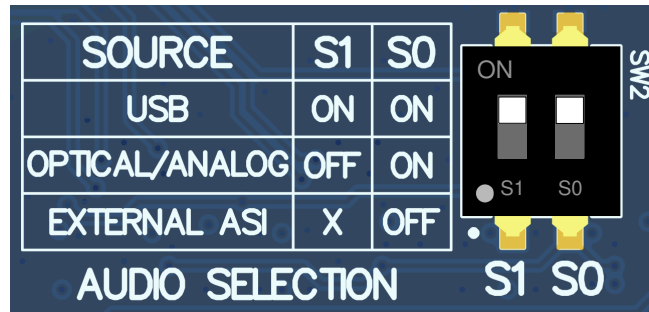 SOURCE S1 S0
USB ON ON
OPTICAL/ANALOG OFF ON
EXTERNAL ASI X OFF
AUDIO SELECTION
ON
S1 S0
SW2
S1 S0